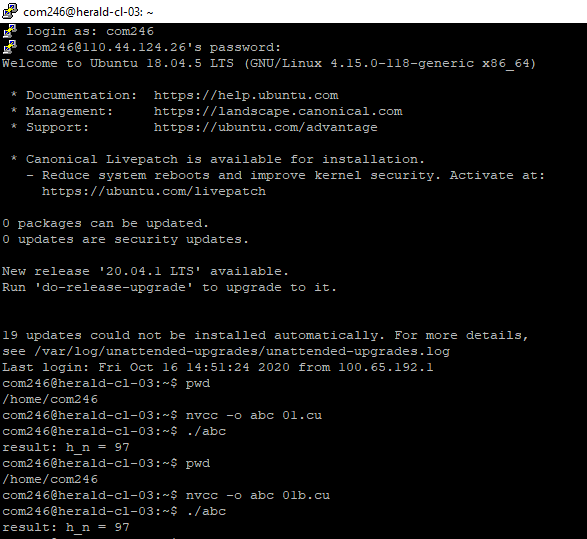 com246@herald-cl-03: ~
login as: com246
com246@110.44.124.26's password:
Welcome to Ubuntu 18.04.5 LTS (GNU/Linux 4.15.0-118-generic x86_64)
* Documentation:  https://help.ubuntu.com
* Management:     https://landscape.canonical.com
* Support:        https://ubuntu.com/advantage
* Canonical Livepatch is available for installation.
- Reduce system reboots and improve kernel security. Activate at:
https://ubuntu.com/livepatch
0 packages can be updated.
0 updates are security updates.
New release '20.04.1 LTS' available.
Run 'do-release-upgrade' to upgrade to it.
19 updates could not be installed automatically. For more details,
see /var/log/unattended-upgrades/unattended-upgrades.log
Last login: Fri Oct 16 14:51:24 2020 from 100.65.192.1
com246@herald-cl-03:~$ pwd
/home/com246
com246@herald-cl-03:~$ nvcc -o abc 01.cu
com246@herald-cl-03:~$ ./abc
result: h_n = 97
com246@herald-cl-03:~$ pwd
/home/com246
com246@herald-cl-03:~$ nvcc -o abc 01b.cu
com246@herald-cl-03:~$ ./abc
result: h_n = 97